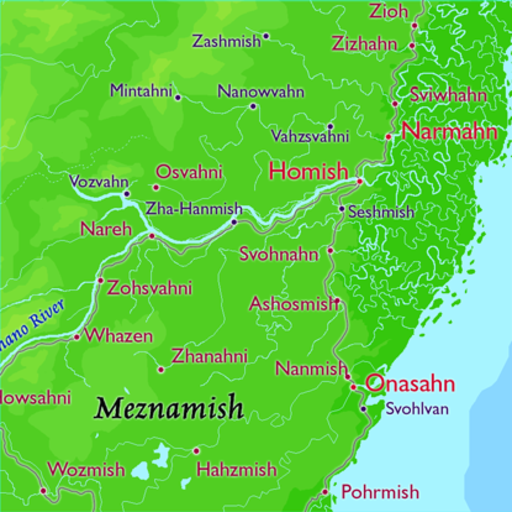 Zioh
Zizhahn
Zashmish
Mintahni
Nanowvahn
Sviwhahn
Vahzsvahni
Narmahn
Osvahni
Homish
Vozvahn
Zha-Hanmish
Seshmish
Nareh
Svohnahn
Zohsvahni
Ashosmish
hano River
Whazen
Zhanahni
Nanmish
Onasahn
lowsahni
Meznamish
Svohlvan
Wozmish
Hahzmish
Pohrmish